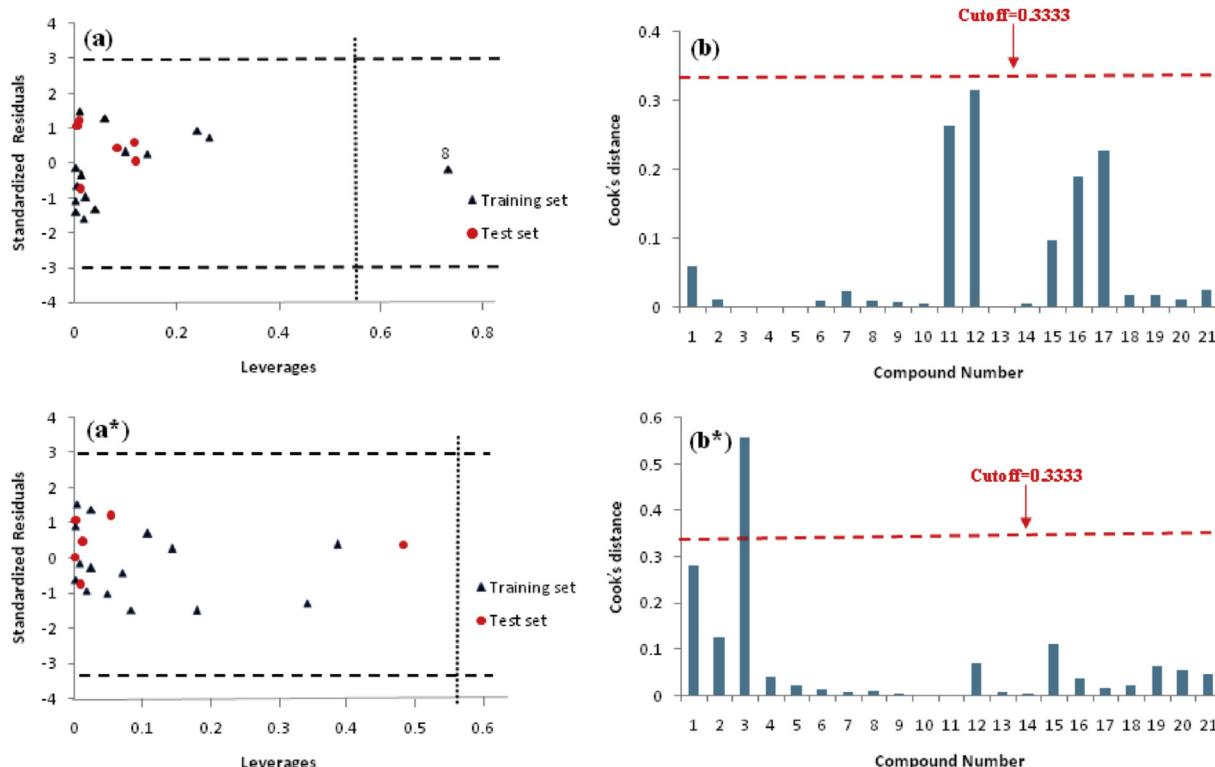 (a)
Standardized Residuals
4
3
2
1
0
-1
-2
-3
-4
8
Training set
Test set
0 0.2 0.4 0.6 0.8
Leverages
Cutoff=0.3333
(b)
Cook's distance
0.4
0.3
0.2
0.1
0
1 2 3 4 5 6 7 8 9 10 11 12 13 14 15 16 17 18 19 20 21
Compound Number
(a*)
Standardized Residuals
4
3
2
1
0
-1
-2
-3
-4
Training set
Test set
0 0.1 0.2 0.3 0.4 0.5 0.6
Leverages
(b*)
Cutoff=0.3333
Cook's distance
0.6
0.5
0.4
0.3
0.2
0.1
0
1 2 3 4 5 6 7 8 9 10 11 12 13 14 15 16 17 18 19 20 21
Compound Number